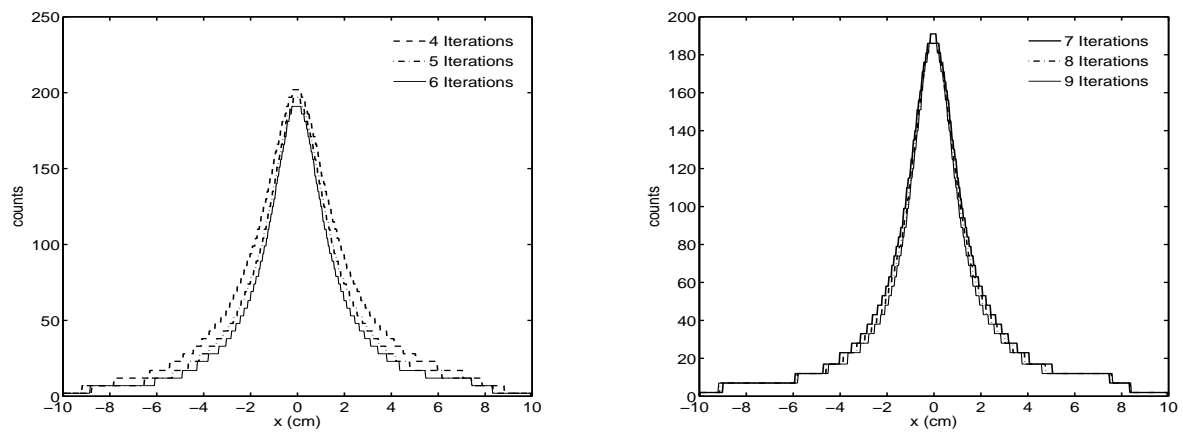 250
200
150
100
50
0
counts
−10 −8 −6 −4 −2 0 2 4 6 8 10
x (cm)
4 Iterations
5 Iterations
6 Iterations
200
180
160
140
120
100
80
60
40
20
0
counts
−10 −8 −6 −4 −2 0 2 4 6 8 10
x (cm)
7 Iterations
8 Iterations
9 Iterations